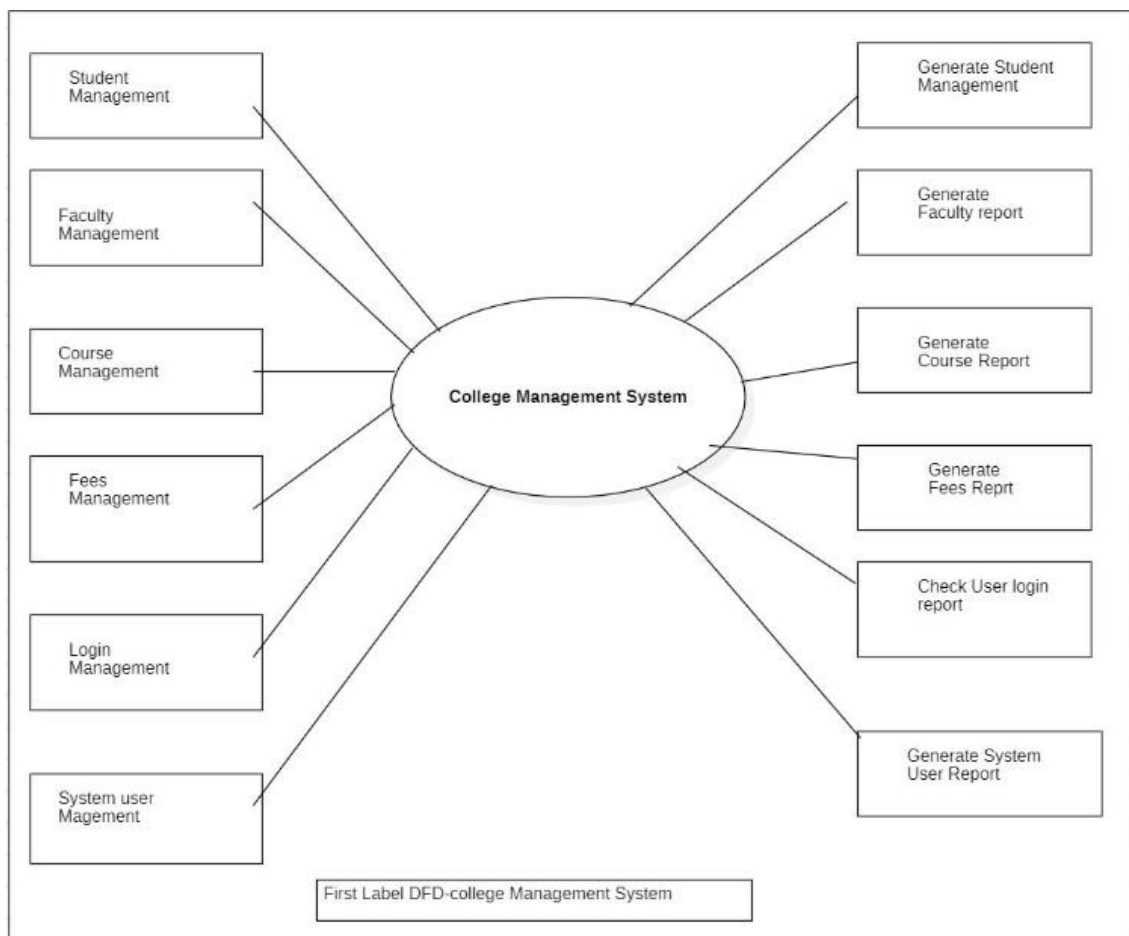 Student
Management
Faculty
Management
Course
Management
Fees
Management
Login
Management
System user
Magement
College Management System
Generate Student
Management
Generate
Faculty report
Generate
Course Report
Generate
Fees Reprt
Check User login
report
Generate System
User Report
First Label DFD-college Management System